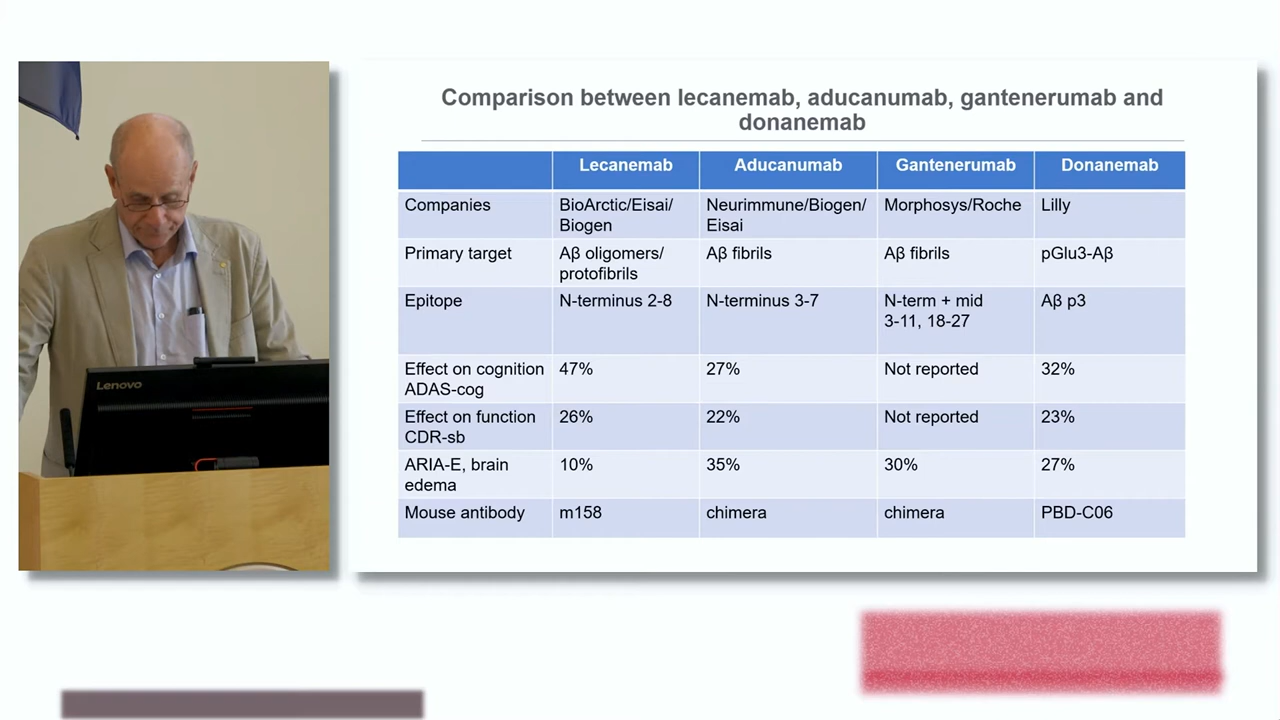 Comparison between lecanemab, aducanumab, gantenerumab and
donanemab
Lecanemab Aducanumab Gantenerumab Donanemab
Companies BioArctic/Eisai/ Biogen Neurimmune/Biogen/ Eisai Morphosys/Roche Lilly
Primary target Aβ oligomers/ protofibrils Aβ fibrils Aβ fibrils pGlu3-Aβ
Epitope N-terminus 2-8 N-terminus 3-7 N-term + mid 3-11, 18-27 Aβ p3
Effect on cognition ADAS-cog 47% 27% Not reported 32%
Effect on function CDR-sb 26% 22% Not reported 23%
ARIA-E, brain edema 10% 35% 30% 27%
Mouse antibody m158 chimera chimera PBD-C06
Lenovo